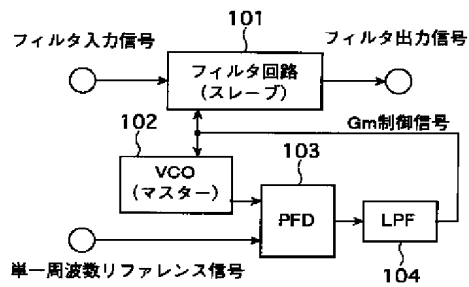 101
フィルタ入力信号
フィルタ出力信号
フィルタ回路
(スレーブ)
102
Gm制御信号
VCO
(マスター)
103
PFD
LPF
単一周波数リファレンス信号
104